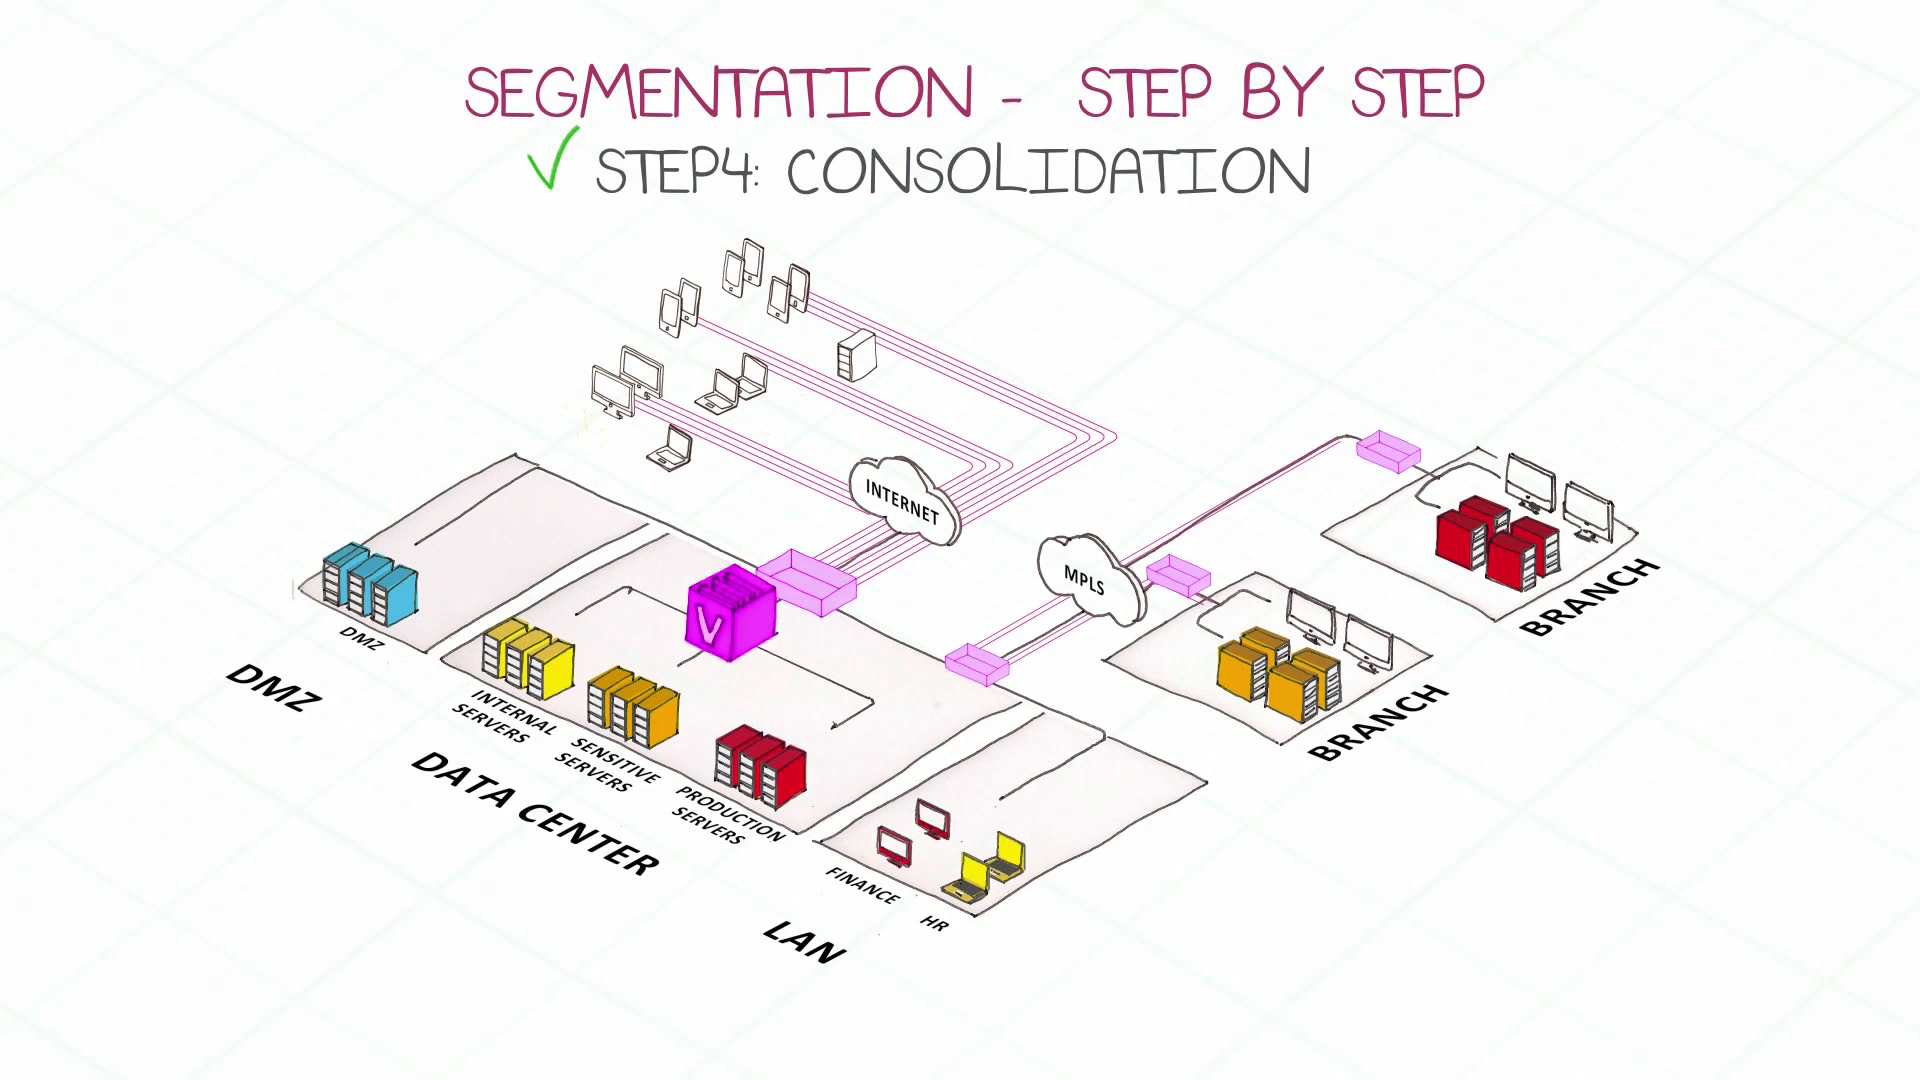 SEGMENTATION - STEP BY STEP
✓ STEP4: CONSOLIDATION
INTERNET
MPLS
BRANCH
BRANCH
V
DMZ
DMZ
INTERNAL
SERVERS
SENSITIVE
SERVERS
PRODUCTION
SERVERS
DATA CENTER
FINANCE
HR
LAN